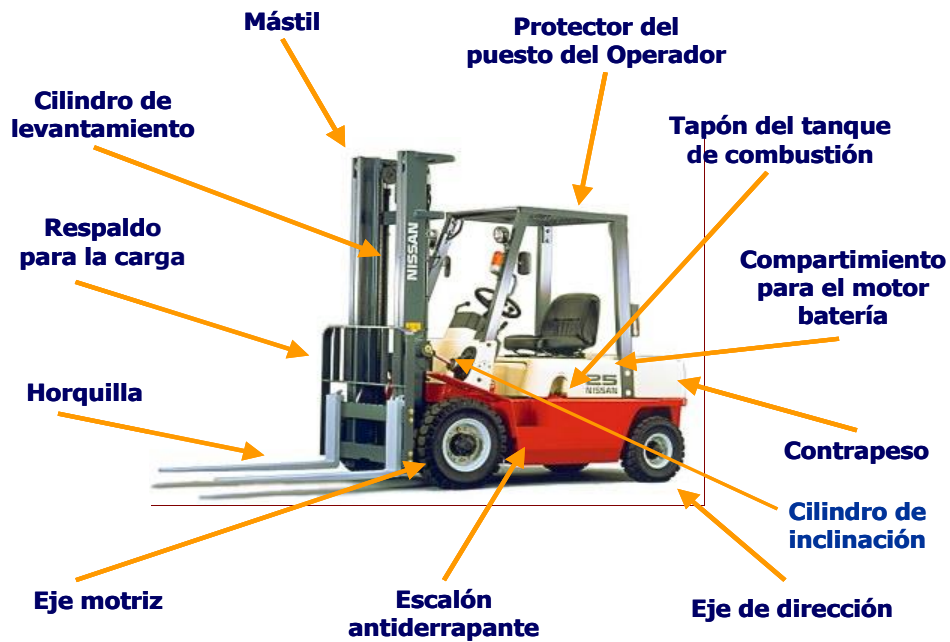 Mástil
Protector del
puesto del Operador
Cilindro de
levantamiento
Tapón del tanque
de combustión
Respaldo
para la carga
NISSAN
Compartimiento
para el motor
batería
25
NISSAN
Horquilla
Contrapeso
Cilindro de
inclinación
Eje motriz
Escalón
antiderrapante
Eje de dirección